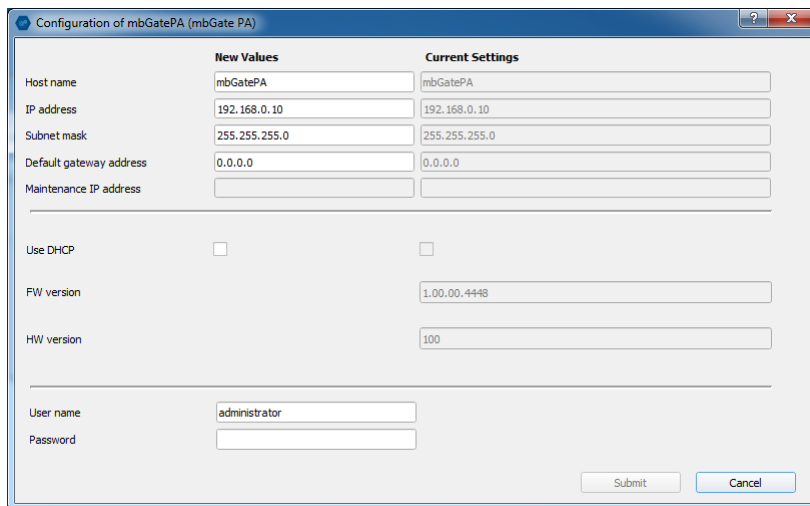 Configuration of mbGatePA (mbGate PA)
? X
New Values Current Settings
Host name mbGatePA mbGatePA
IP address 192.168.0.10 192.168.0.10
Subnet mask 255.255.255.0 255.255.255.0
Default gateway address 0.0.0.0 0.0.0.0
Maintenance IP address
Use DHCP
FW version 1.00.00.4448
HW version 100
User name administrator
Password
Submit Cancel